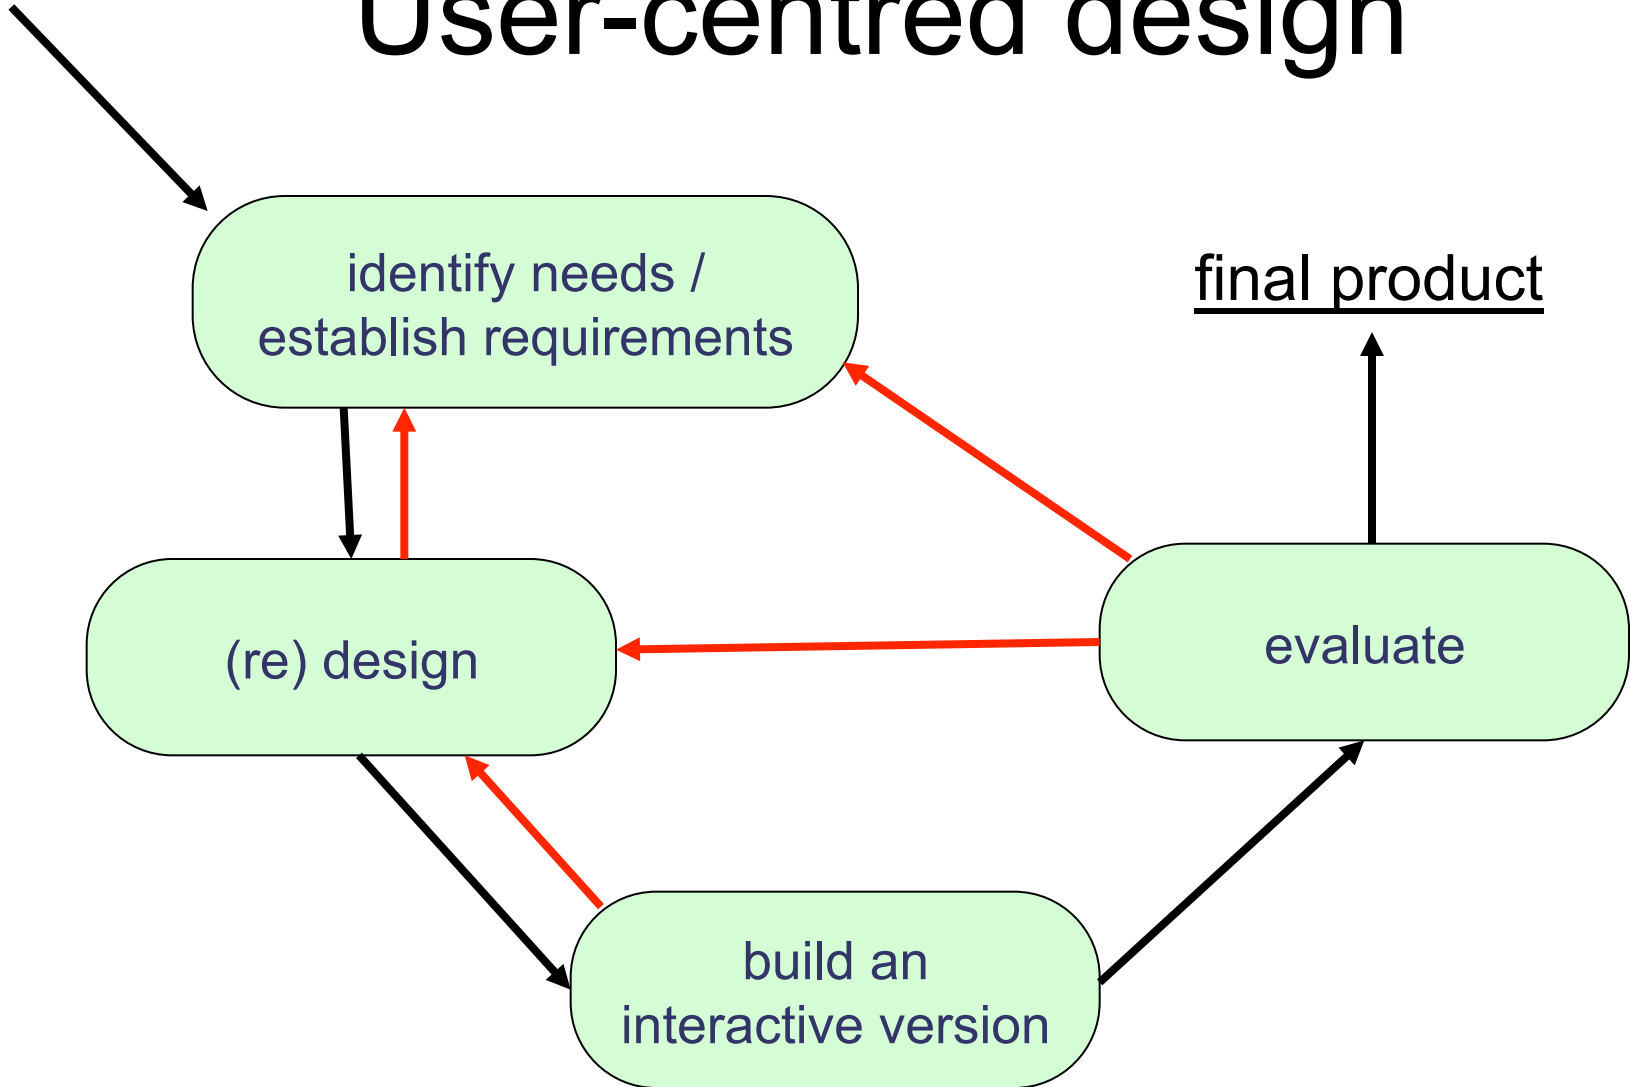 User-centred design
identify needs /
establish requirements
final product
(re) design
evaluate
build an
interactive version